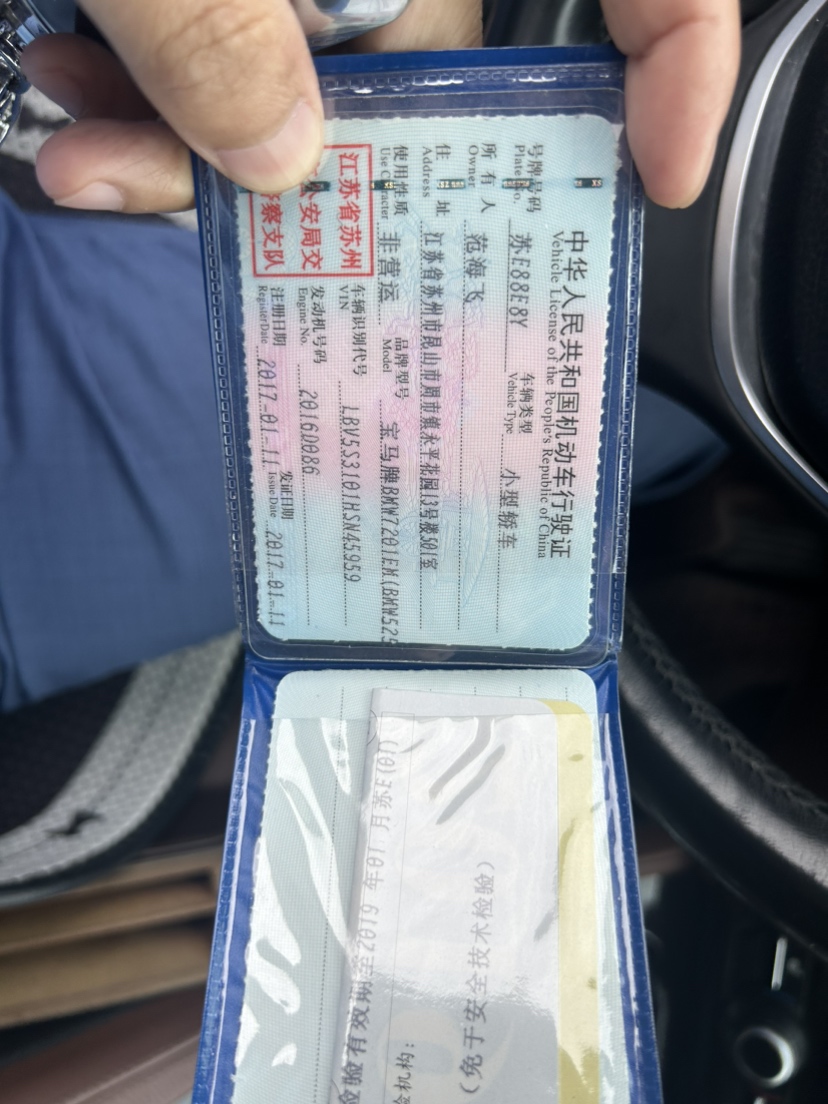 中华人民共和国机动车行驶证
Vehicle License of the People's Republic of China
号牌号码 苏E88E8Y 车辆类型 小型轿车
Plate No. Vehicle Type
所有人 范海飞
Owner
住址 江苏省苏州市昆山市周市镇永平花园13号楼501室
Address
使用性质 非营运 品牌型号 宝马牌BMW7201EM(BMW525
Use Character Model
江苏省苏州
公安局交
警察支队
车辆识别代号 LBV5S3101HSN45959
VIN
发动机号码 2016D086
Engine No.
注册日期 2017-01-11 发证日期 2017-01-11
Register Date Issue Date
(免于安全技术检验)
检机构:
检验有效期至2019年01月苏E(01)